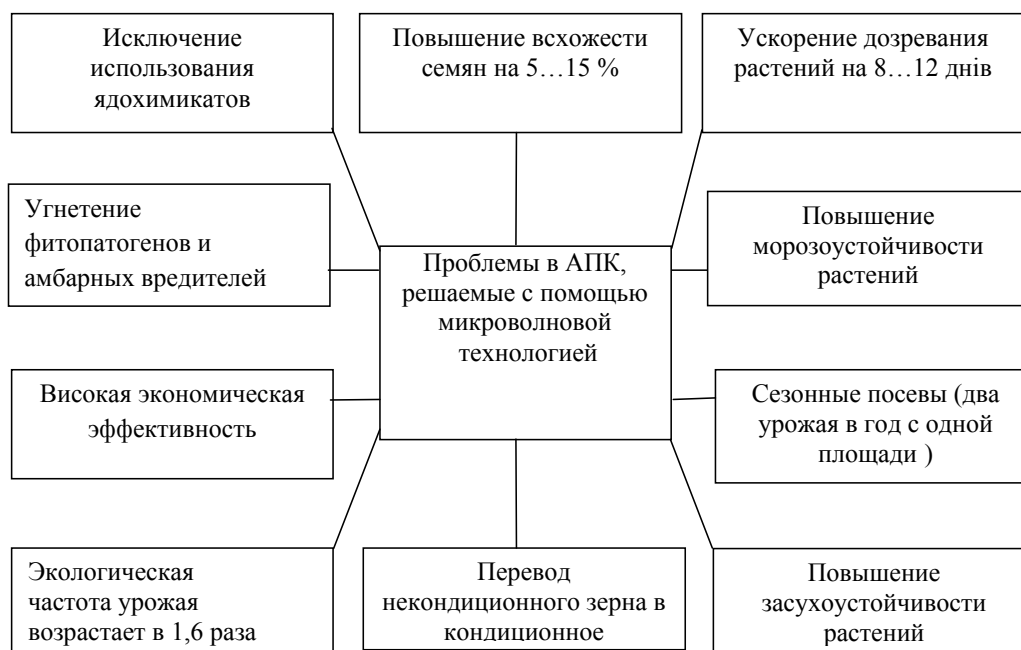 Исключение
использования
ядохимикатов
Повышение всхожести
семян на 5…15 %
Ускорение дозревания
растений на 8…12 днів
Угнетение
фитопатогенов и
амбарных вредителей
Проблемы в АПК,
решаемые с помощью
микроволновой
технологией
Повышение
морозоустойчивости
растений
Високая экономическая
эффективность
Сезонные посевы (два
урожая в год с одной
площади )
Экологическая
частота урожая
возрастает в 1,6 раза
Перевод
некондиционного зерна в
кондиционное
Повышение
засухоустойчивости
растений